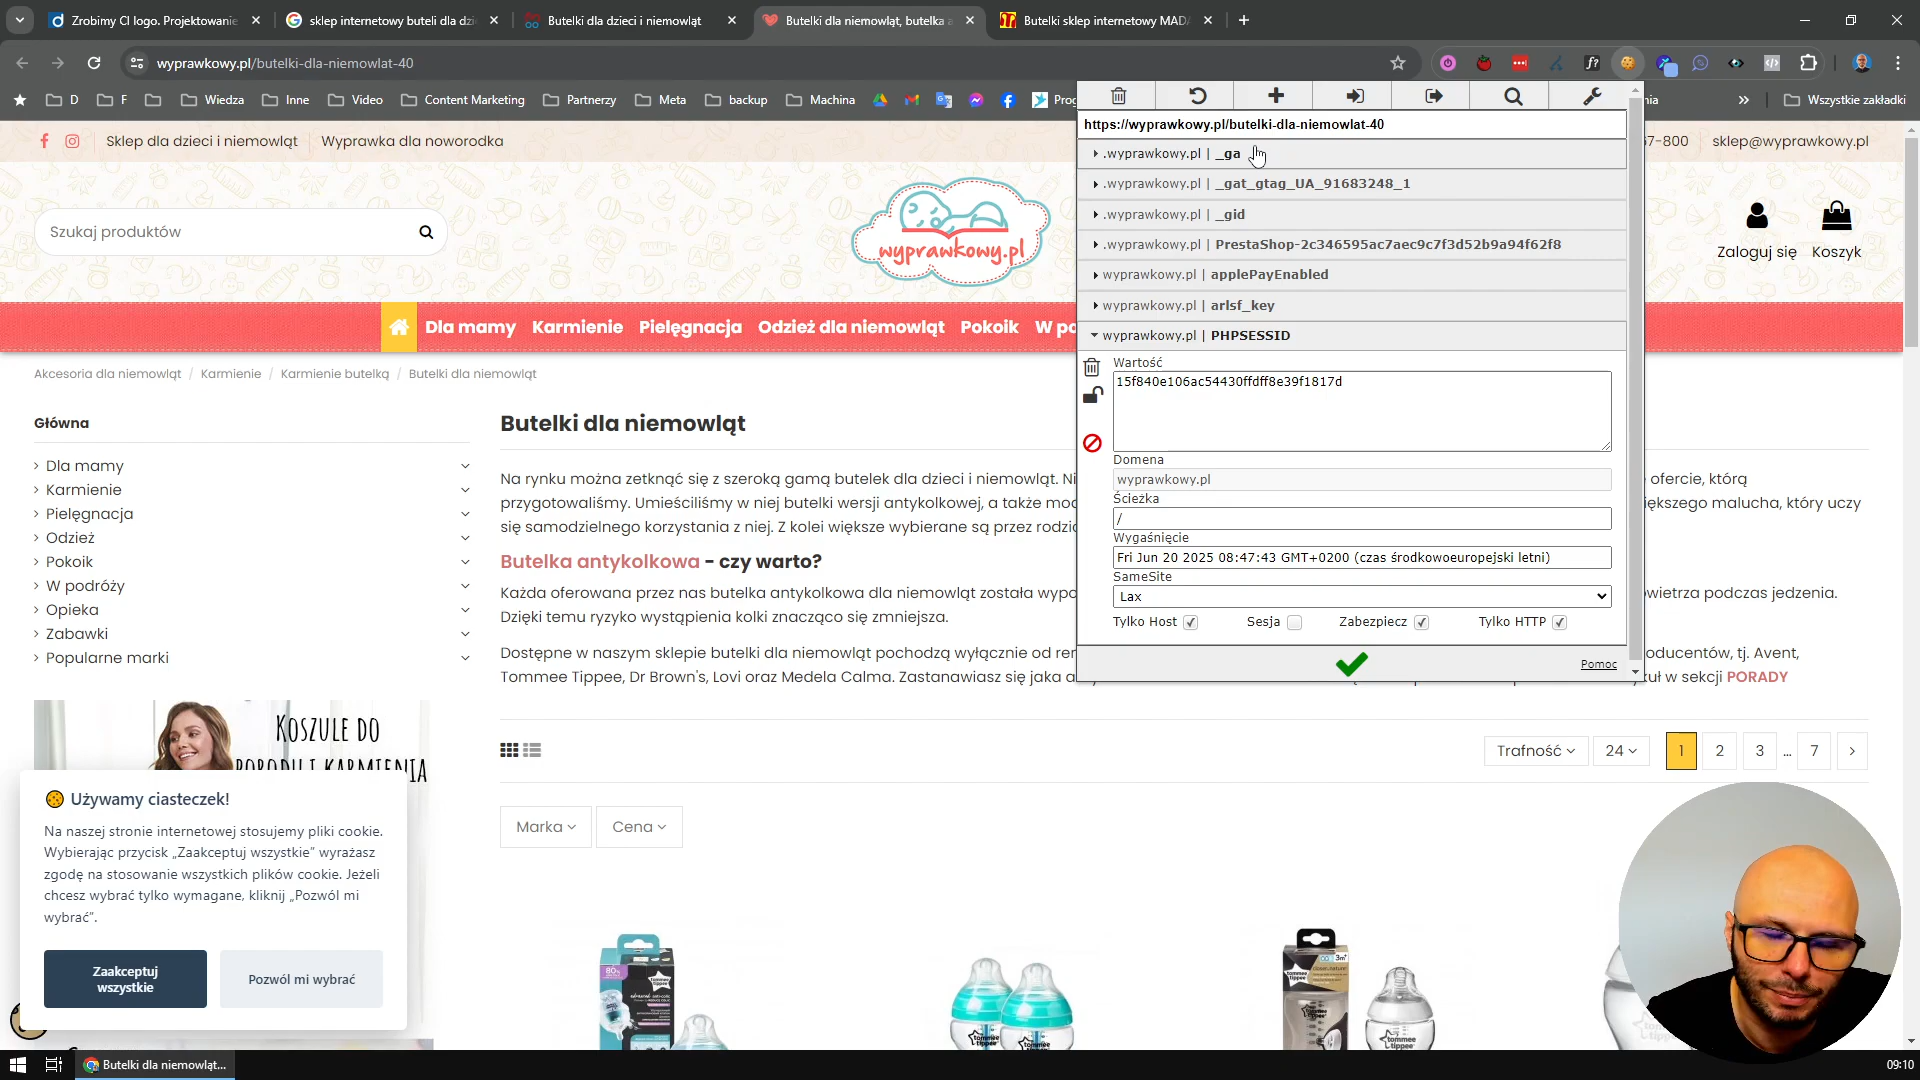 Zrobimy CI logo. Projektowanie
sklep internetowy buteli dla dzi
Butelki dla dzieci i niemowląt
Butelki dla niemowląt, butelka a
Butelki sklep internetowy MADA
wyprawkowy.pl/butelki-dla-niemowlat-40
D
F
Wiedza
Inne
Video
Content Marketing
Partnerzy
Meta
backup
Machina
Wszystkie zakładki
Sklep dla dzieci i niemowląt
Wyprawka dla noworodka
7-800
sklep@wyprawkowy.pl
Szukaj produktów
wyprawkowy.pl
Zaloguj się
Koszyk
Dla mamy
Karmienie
Pielęgnacja
Odzież dla niemowląt
Pokoik
Akcesoria dla niemowląt / Karmienie / Karmienie butelką / Butelki dla niemowląt
Główna
Dla mamy
Karmienie
Pielęgnacja
Odzież
Pokoik
W podróży
Opieka
Zabawki
Popularne marki
KOSZULE DO
PORODU I KARMIENIA
Butelki dla niemowląt
Na rynku można zetknąć się z szeroką gamą butelek dla dzieci i niemowląt.
ofercie, którą
przygotowaliśmy. Umieściliśmy w niej butelki wersji antykolkowej, a także
malucha, który uczy
się samodzielnego korzystania z niej. Z kolei większe wybierane są przez
Butelka antykolkowa - czy warto?
Każda oferowana przez nas butelka antykolkowa dla niemowląt została
podczas jedzenia.
Dzięki temu ryzyko wystąpienia kolki znacząco się zmniejsza.
Dostępne w naszym sklepie butelki dla niemowląt pochodzą wyłącznie od
tj. Avent,
Tommee Tippee, Dr Brown's, Lovi oraz Medela Calma. Zastanawiasz się jaka
w sekcji PORADY
Trafność
24
1
2
3
...
7
Marka
Cena
https://wyprawkowy.pl/butelki-dla-niemowlat-40
.wyprawkowy.pl | _ga
.wyprawkowy.pl | _gat_gtag_UA_91683248_1
.wyprawkowy.pl | _gid
.wyprawkowy.pl | PrestaShop-2c346595ac7aec9c7f3d52b9a94f62f8
wyprawkowy.pl | applePayEnabled
wyprawkowy.pl | arlsf_key
wyprawkowy.pl | PHPSESSID
Wartość
15f840e106ac54430ffdff8e39f1817d
Domena
wyprawkowy.pl
Ścieżka
/
Wygaśnięcie
Fri Jun 20 2025 08:47:43 GMT+0200 (czas środkowoeuropejski letni)
SameSite
Lax
Tylko Host
Sesja
Zabezpiecz
Tylko HTTP
Pomoc
Używamy ciasteczek!
Na naszej stronie internetowej stosujemy pliki cookie.
Wybierając przycisk „Zaakceptuj wszystkie” wyrażasz
zgodę na stosowanie wszystkich plików cookie. Jeżeli
chcesz wybrać tylko wymagane, kliknij „Pozwól mi
wybrać”.
Zaakceptuj
wszystkie
Pozwól mi wybrać
80%
tommee
tippee
tommee
tippee
tommee
tippee
Butelki dla niemowląt...
09:10